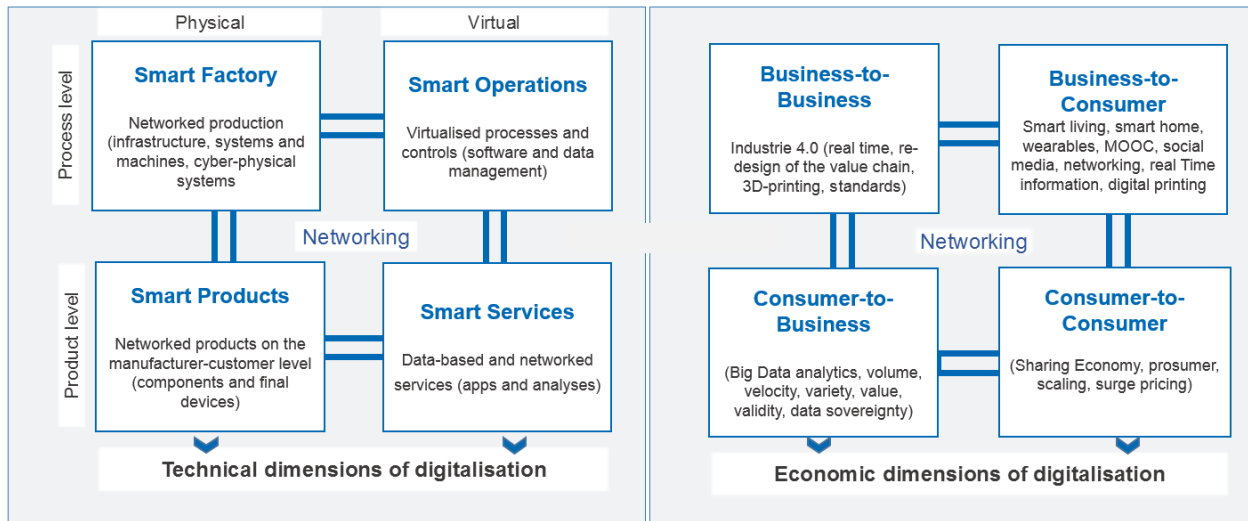 Physical
Virtual
Process level
Smart Factory
Networked production
(infrastructure, systems and
machines, cyber-physical
systems
Smart Operations
Virtualised processes and
controls (software and data
management)
Networking
Product level
Smart Products
Networked products on the
manufacturer-customer level
(components and final
devices)
Smart Services
Data-based and networked
services (apps and analyses)
Technical dimensions of digitalisation
Business-to-
Business
Industrie 4.0 (real time, re-
design of the value chain,
3D-printing, standards)
Business-to-
Consumer
Smart living, smart home,
wearables, MOOC, social
media, networking, real Time
information, digital printing
Networking
Consumer-to-
Business
(Big Data analytics, volume,
velocity, variety, value,
validity, data sovereignty)
Consumer-to-
Consumer
(Sharing Economy, prosumer,
scaling, surge pricing)
Economic dimensions of digitalisation